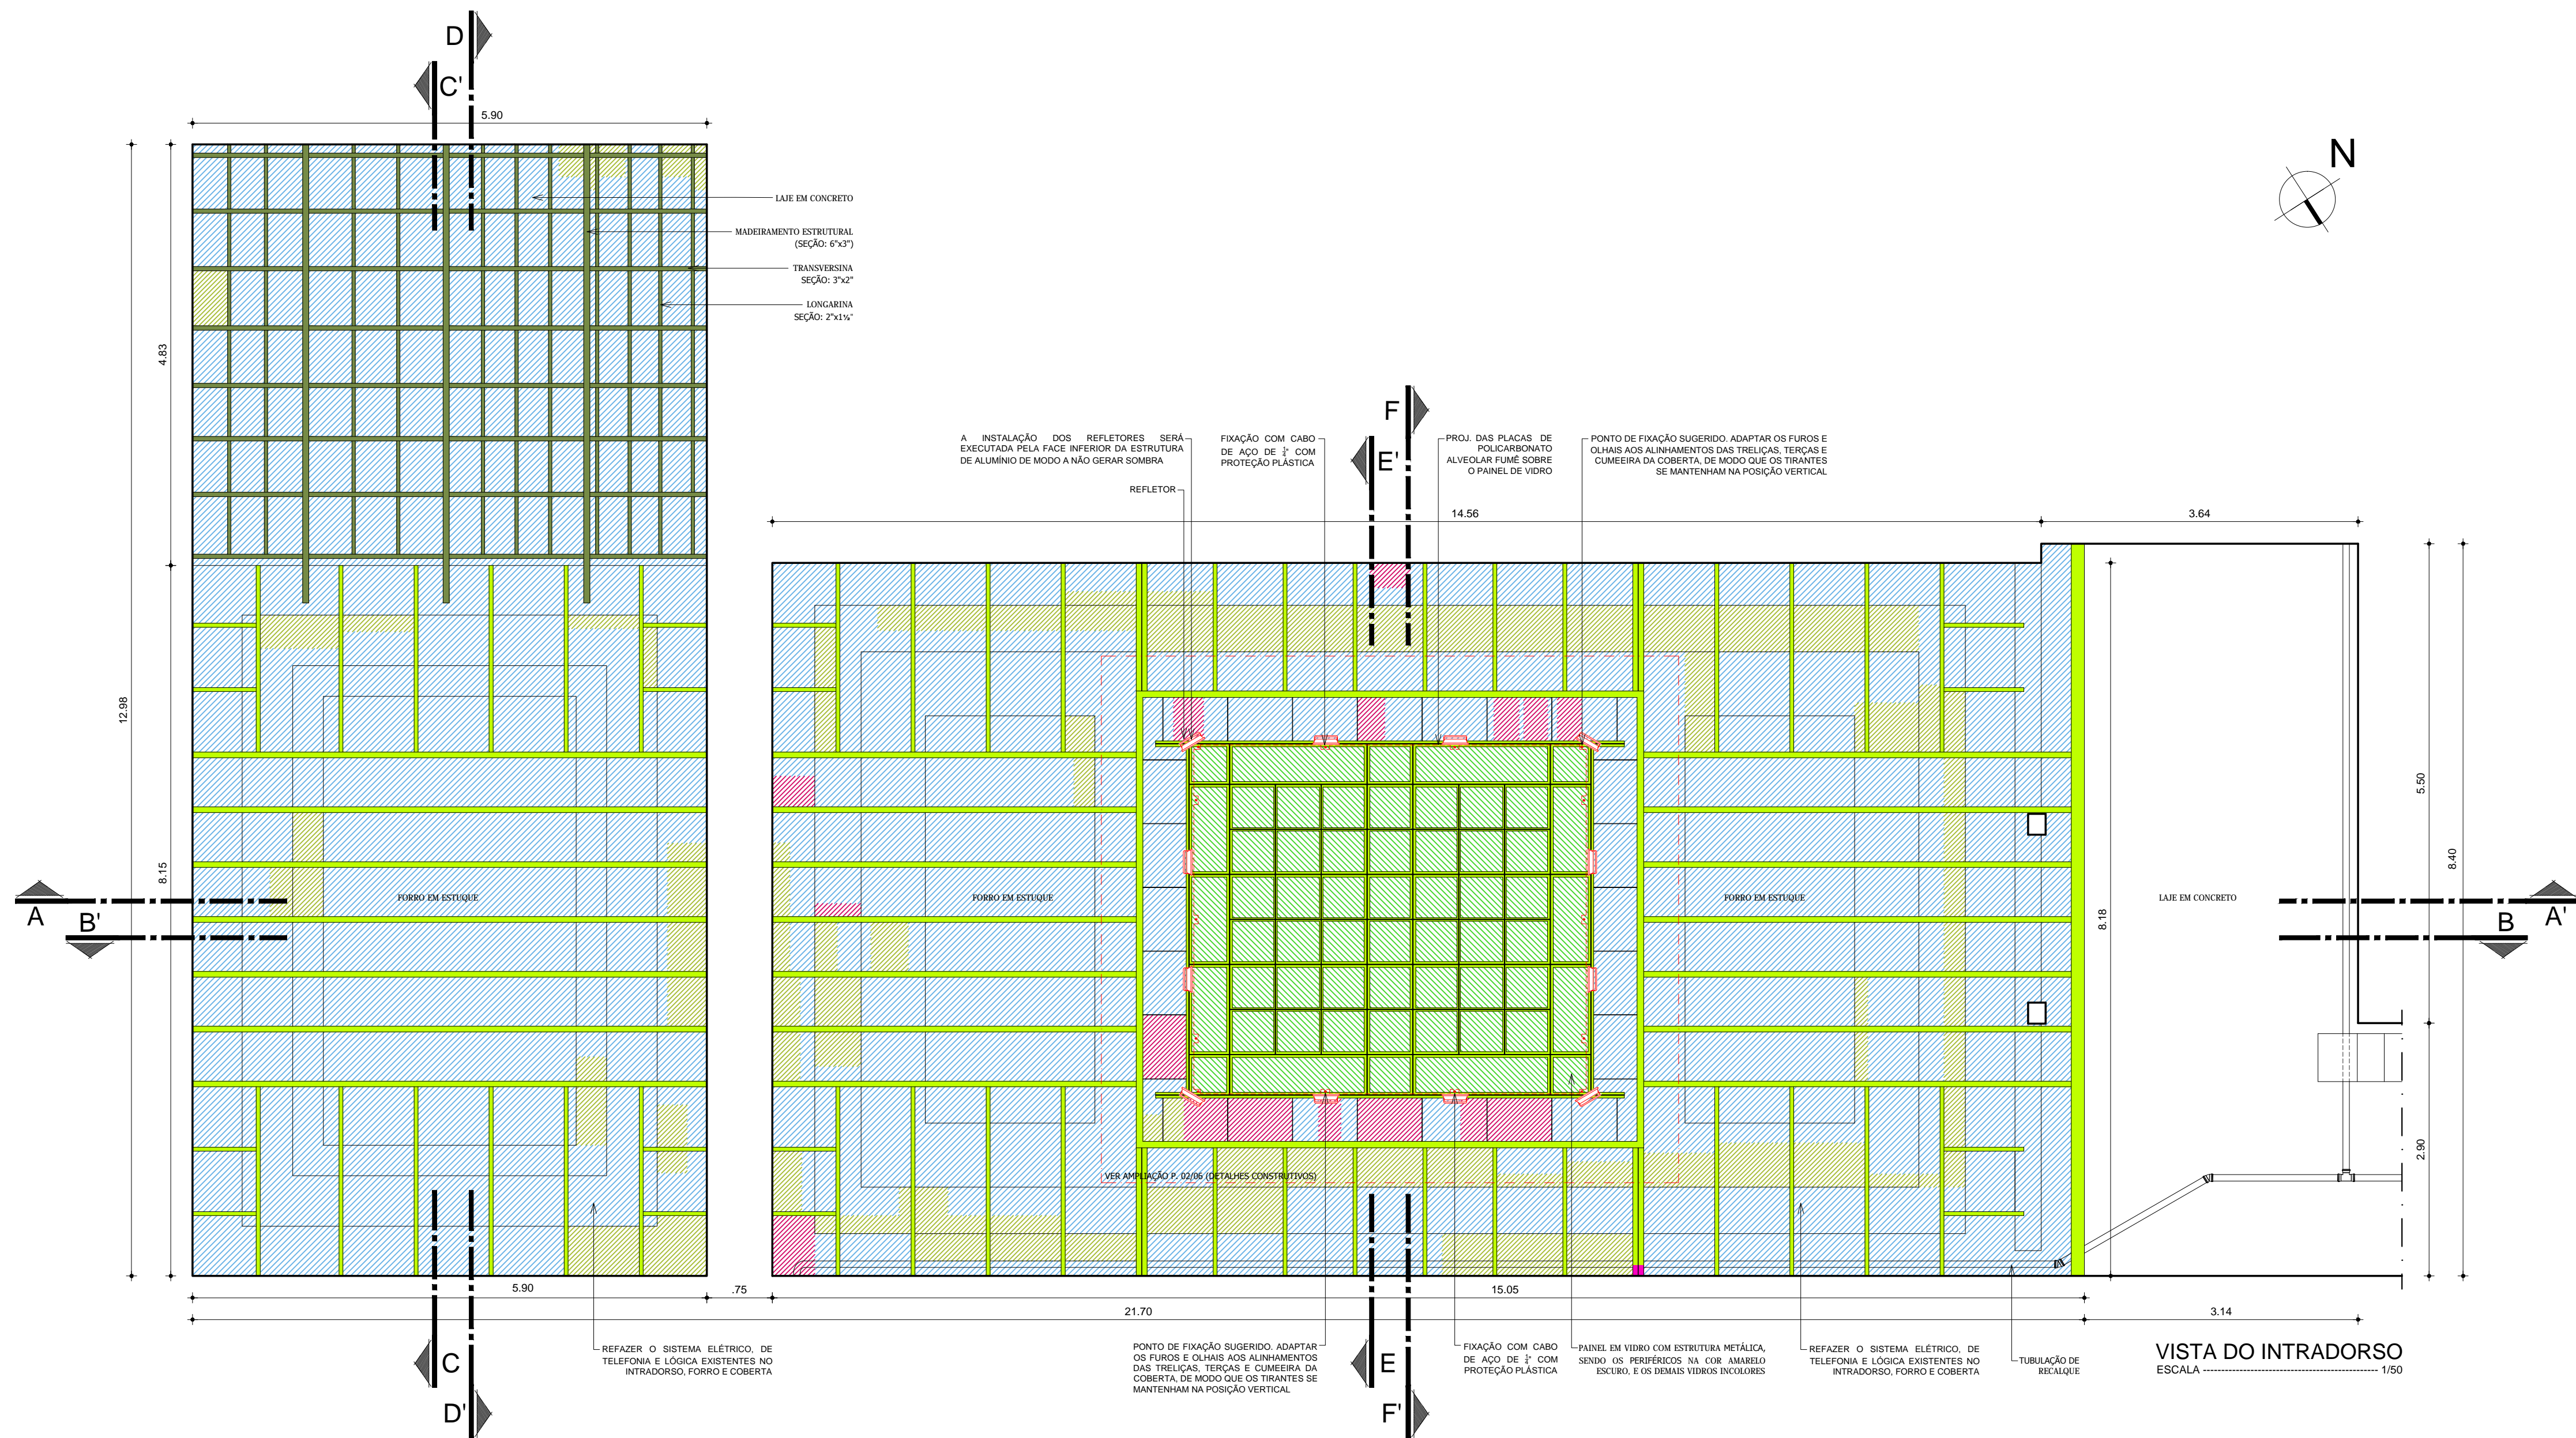 D
C'
5.90
N
LAJE EM CONCRETO
MADEIRAMENTO ESTRUTURAL
(SEÇÃO: 6"x3")
TRANSVERSINA
SEÇÃO: 3"x2"
LONGARINA
SEÇÃO: 2"x1¼"
4.83
12.98
8.15
F
E'
A INSTALAÇÃO DOS REFLETORES SERÁ
EXECUTADA PELA FACE INFERIOR DA ESTRUTURA
DE ALUMÍNIO DE MODO A NÃO GERAR SOMBRA
REFLETOR
FIXAÇÃO COM CABO
DE AÇO DE ¼" COM
PROTEÇÃO PLÁSTICA
PROJ. DAS PLACAS DE
POLICARBONATO
ALVEOLAR FUMÊ SOBRE
O PAINEL DE VIDRO
PONTO DE FIXAÇÃO SUGERIDO. ADAPTAR OS FUROS E
OLHAIS AOS ALINHAMENTOS DAS TRELIÇAS, TERÇAS E
CUMEEIRA DA COBERTA, DE MODO QUE OS TIRANTES
SE MANTENHAM NA POSIÇÃO VERTICAL
14.56
3.64
5.50
8.40
8.18
2.90
A
B'
FORRO EM ESTUQUE
FORRO EM ESTUQUE
FORRO EM ESTUQUE
LAJE EM CONCRETO
B
A'
VER AMPLIAÇÃO P. 02/06 (DETALHES CONSTRUTIVOS)
5.90
.75
15.05
21.70
3.14
REFAZER O SISTEMA ELÉTRICO, DE
TELEFONIA E LÓGICA EXISTENTES NO
INTRADORSO, FORRO E COBERTA
PONTO DE FIXAÇÃO SUGERIDO. ADAPTAR
OS FUROS E OLHAIS AOS ALINHAMENTOS
DAS TRELIÇAS, TERÇAS E CUMEEIRA DA
COBERTA, DE MODO QUE OS TIRANTES SE
MANTENHAM NA POSIÇÃO VERTICAL
FIXAÇÃO COM CABO
DE AÇO DE ¼" COM
PROTEÇÃO PLÁSTICA
PAINEL EM VIDRO COM ESTRUTURA METÁLICA,
SENDO OS PERIFÉRICOS NA COR AMARELO
ESCURO, E OS DEMAIS VIDROS INCOLORES
REFAZER O SISTEMA ELÉTRICO, DE
TELEFONIA E LÓGICA EXISTENTES NO
INTRADORSO, FORRO E COBERTA
TUBULAÇÃO DE
RECALQUE
C
D'
E
F'
VISTA DO INTRADORSO
ESCALA ---------------------------------------- 1/50